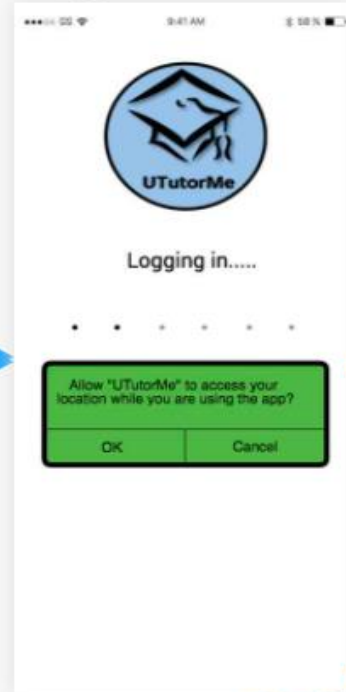 9:41 AM
UTutorMe
Logging in.....
Allow "UTutorMe" to access your
location while you are using the app?
OK
Cancel